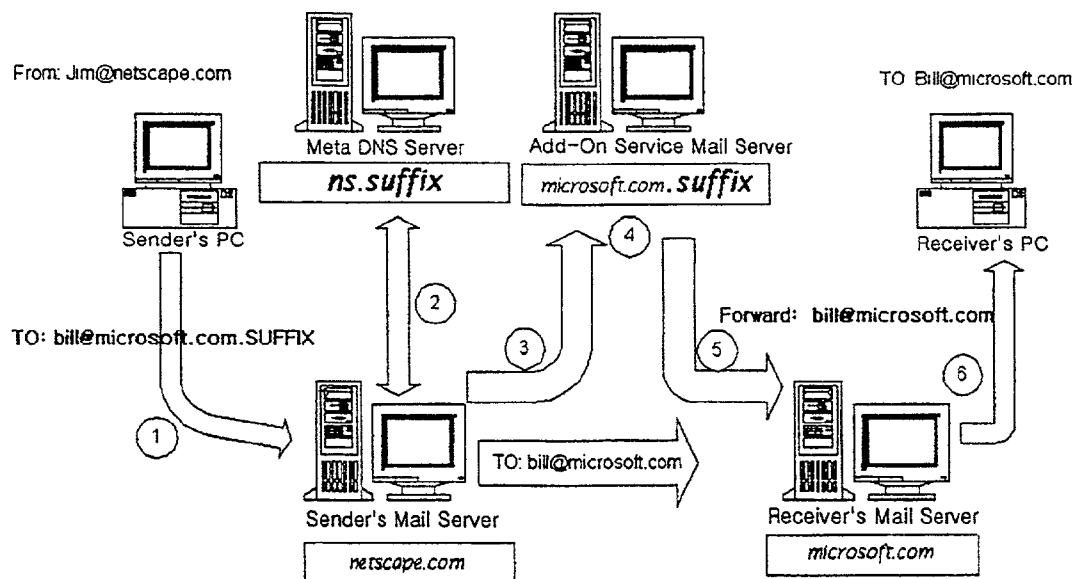 From: Jim@netscape.com
TO Bill@microsoft.com
Meta DNS Server
Add-On Service Mail Server
ns.suffix
microsoft.com.suffix
Sender's PC
Receiver's PC
4
2
Forward: bill@microsoft.com
TO: bill@microsoft.com.SUFFIX
3
5
6
1
TO: bill@microsoft.com
Sender's Mail Server
Receiver's Mail Server
netscape.com
microsoft.com